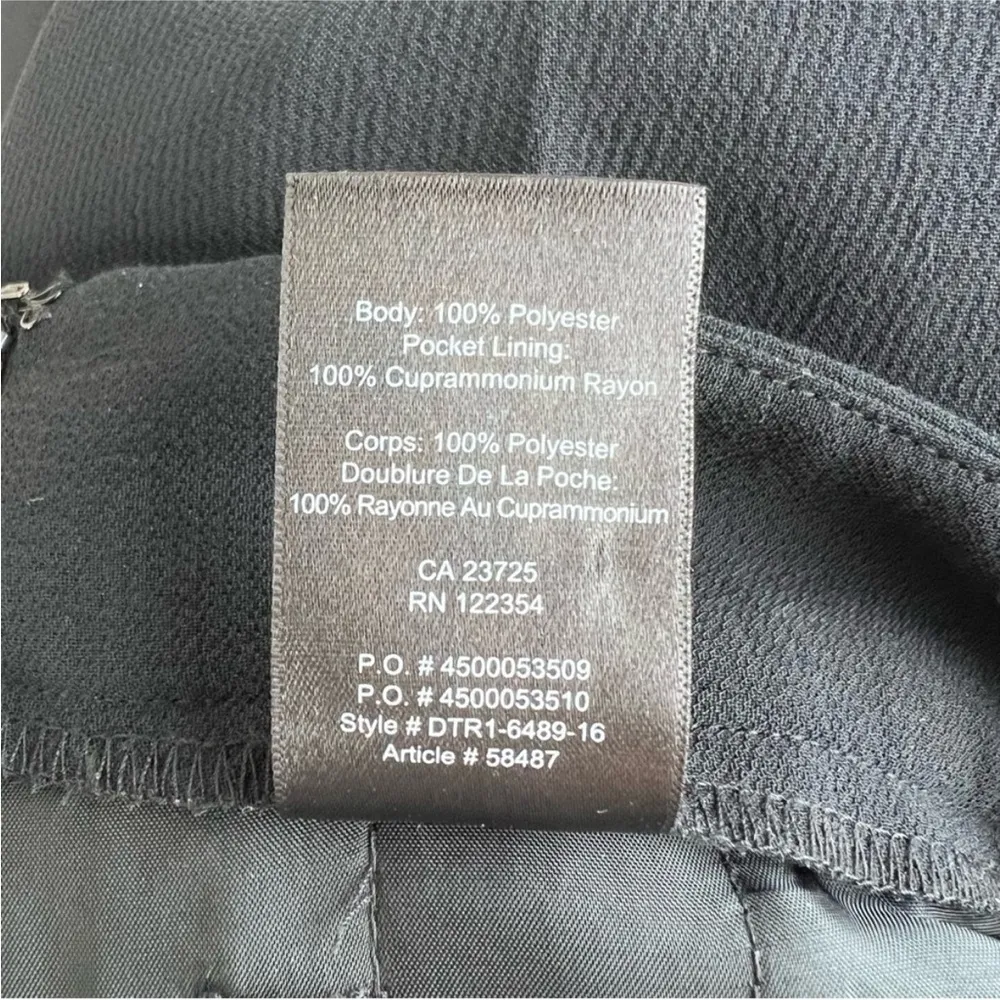 Body: 100% Polyester
Pocket Lining:
100% Cuprammonium Rayon
Corps: 100% Polyester
Doublure De La Poche:
100% Rayonne Au Cuprammonium
CA 23725
RN 122354
P.O. # 4500053509
P.O. # 4500053510
Style # DTR1-6489-16
Article # 58487